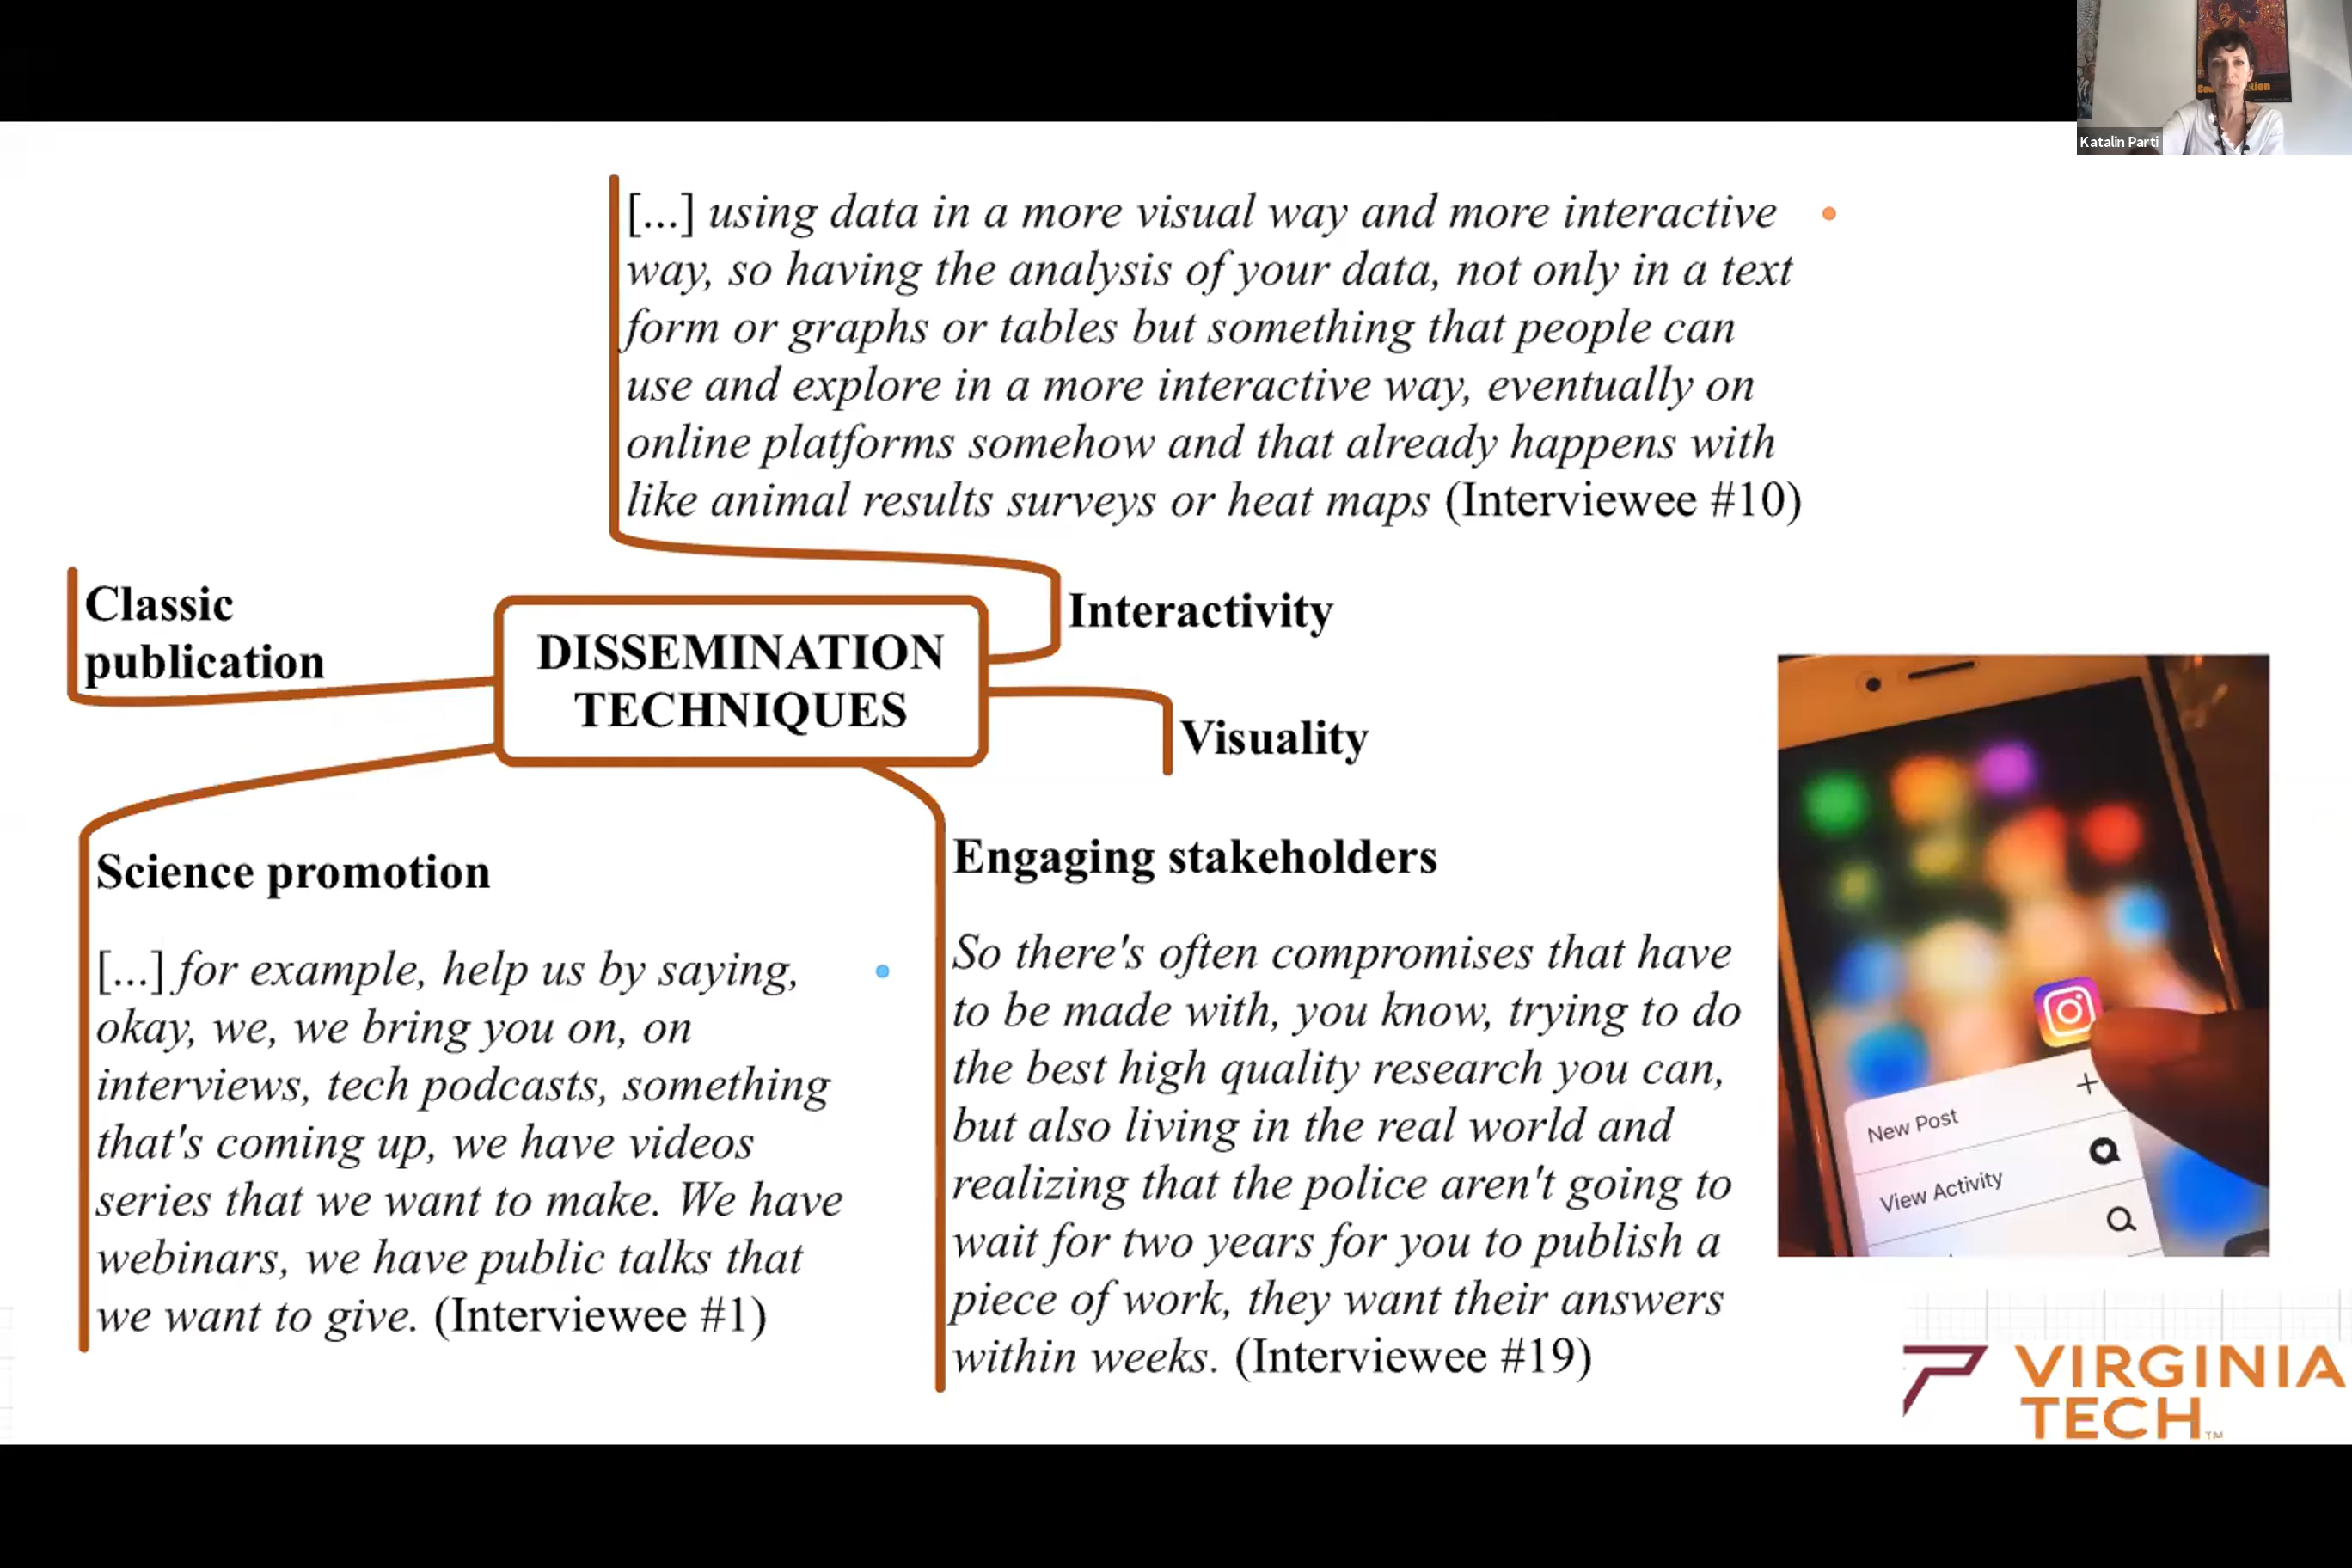 Katalin Parti
[...] using data in a more visual way and more interactive
way, so having the analysis of your data, not only in a text
form or graphs or tables but something that people can
use and explore in a more interactive way, eventually on
online platforms somehow and that already happens with
like animal results surveys or heat maps (Interviewee #10)
Classic
publication
DISSEMINATION
TECHNIQUES
Interactivity
Visuality
Science promotion
[...] for example, help us by saying,
okay, we, we bring you on, on
interviews, tech podcasts, something
that's coming up, we have videos
series that we want to make. We have
webinars, we have public talks that
we want to give. (Interviewee #1)
Engaging stakeholders
So there's often compromises that have
to be made with, you know, trying to do
the best high quality research you can,
but also living in the real world and
realizing that the police aren't going to
wait for two years for you to publish a
piece of work, they want their answers
within weeks. (Interviewee #19)
New Post
View Activity
VIRGINIA
TECH™